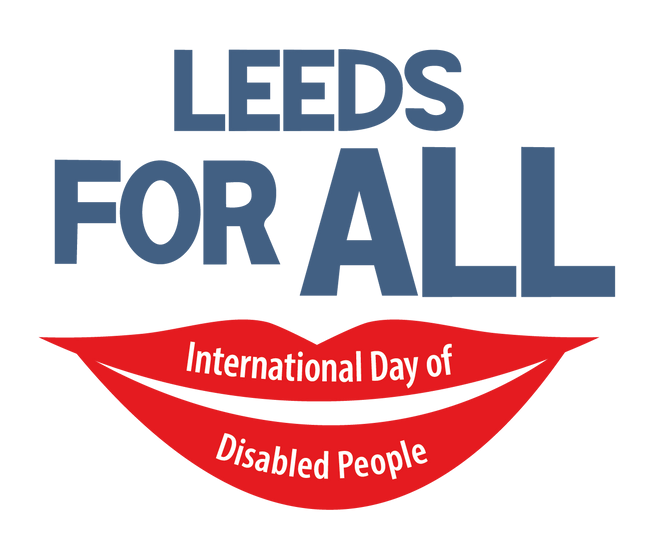 LEEDS
FOR ALL
International Day of
Disabled People